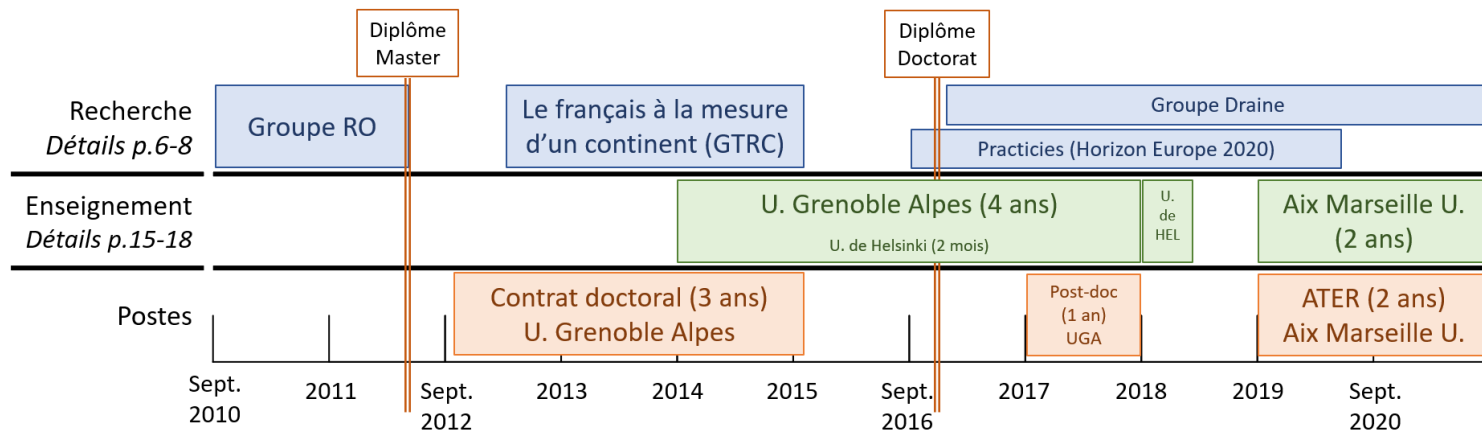 Diplôme
Master
Diplôme
Doctorat
Recherche
Détails p.6-8
Groupe RO
Le français à la mesure
d'un continent (GTRC)
Groupe Draine
Practicies (Horizon Europe 2020)
Enseignement
Détails p.15-18
U. Grenoble Alpes (4 ans)
U. de Helsinki (2 mois)
U.
de
HEL
Aix Marseille U.
(2 ans)
Postes
Contrat doctoral (3 ans)
U. Grenoble Alpes
Post-doc
(1 an)
UGA
ATER (2 ans)
Aix Marseille U.
Sept.
2010
2011
Sept.
2012
2013
2014
2015
Sept.
2016
2017
2018
2019
Sept.
2020